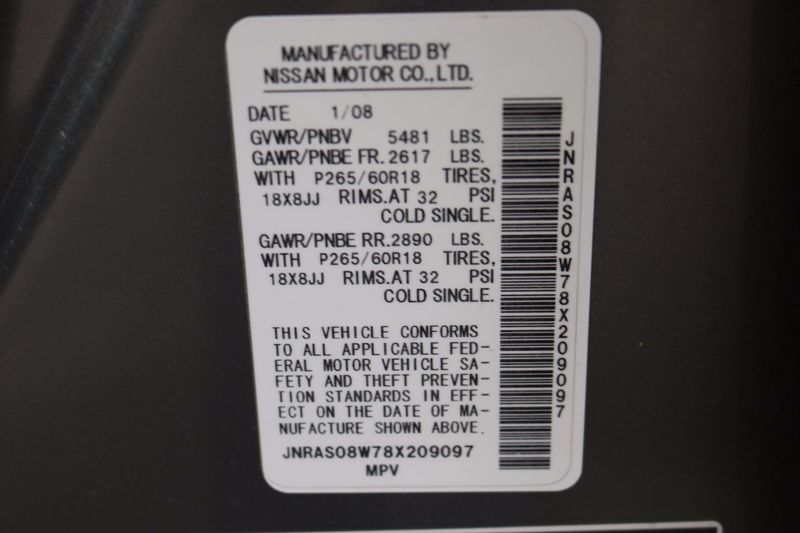 MANUFACTURED BY
NISSAN MOTOR CO.,LTD.
DATE 1/08
GVWR/PNBV 5481 LBS.
GAWR/PNBE FR. 2617 LBS.
WITH P265/60R18 TIRES,
18X8JJ RIMS.AT 32 PSI
COLD SINGLE.
GAWR/PNBE RR. 2890 LBS.
WITH P265/60R18 TIRES,
18X8JJ RIMS.AT 32 PSI
COLD SINGLE.
THIS VEHICLE CONFORMS
TO ALL APPLICABLE FED-
ERAL MOTOR VEHICLE SA-
FETY AND THEFT PREVEN-
TION STANDARDS IN EFF-
ECT ON THE DATE OF MA-
NUFACTURE SHOWN ABOVE.
JNRAS08W78X209097
MPV
JNRAS08W78X209097